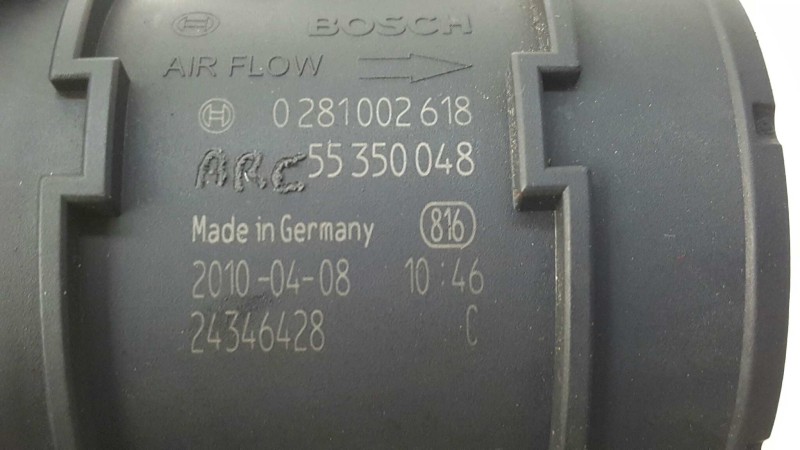 BOSCH
AIR FLOW
0 281 002 618
ARC 55 350 048
Made in Germany 816
2010-04-08 10:46
24346428 C